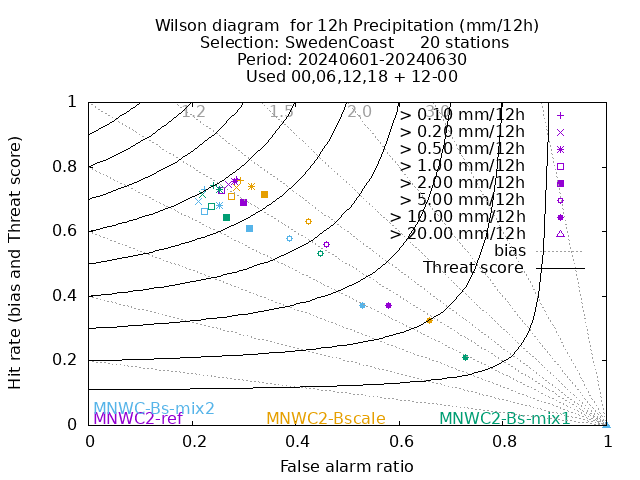 Wilson diagram  for 12h Precipitation (mm/12h)
Selection: SwedenCoast     20 stations
Period: 20240601-20240630
Used 00,06,12,18 + 12-00
Hit rate (bias and Threat score)
1
0.8
0.6
0.4
0.2
0
1.2
1.5
2.0
3.0
> 0.10 mm/12h
> 0.20 mm/12h
> 0.50 mm/12h
> 1.00 mm/12h
> 2.00 mm/12h
> 5.00 mm/12h
> 10.00 mm/12h
> 20.00 mm/12h
bias
Threat score
MNWC-Bs-mix2
MNWC2-ref
MNWC2-Bscale
MNWC2-Bs-mix1
0
0.2
0.4
0.6
0.8
1
False alarm ratio